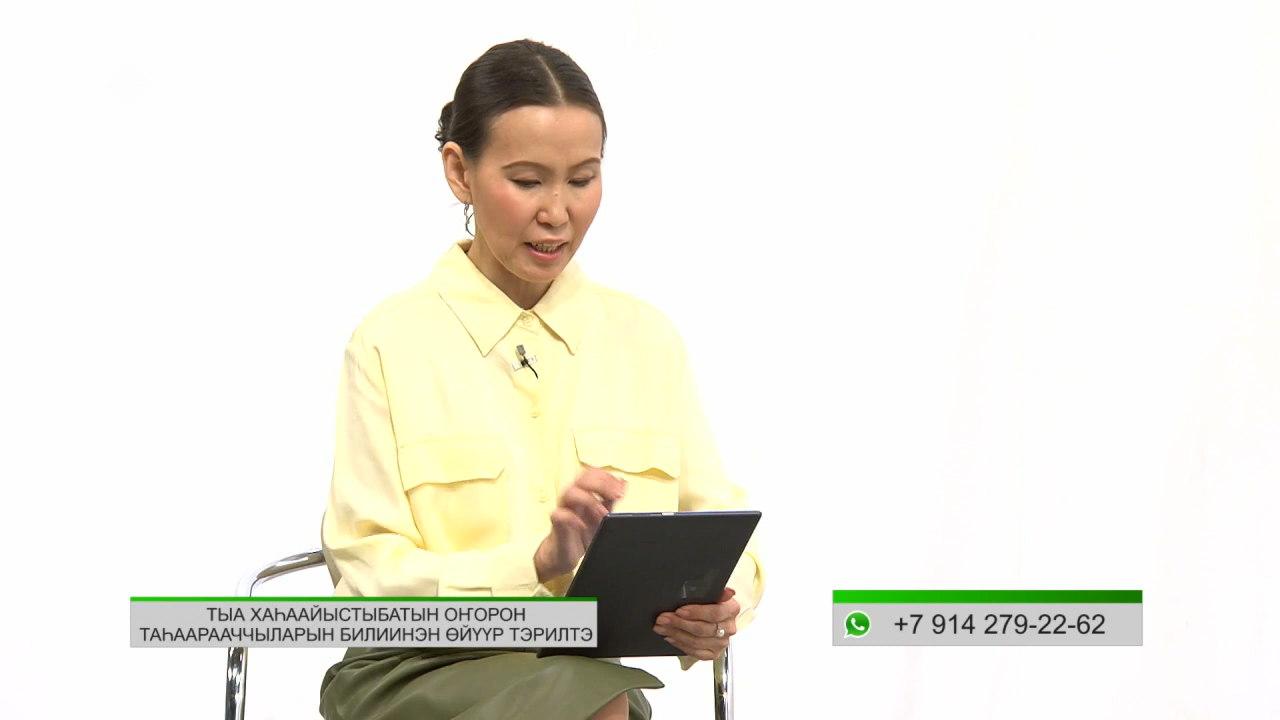 ТЫА ХАҺААЙЫСТЫБАТЫН ОҤОРОН
ТАҺААРААЧЧЫЛАРЫН БИЛИИНЭН ӨЙҮҮР ТЭРИЛТЭ
+7 914 279-22-62